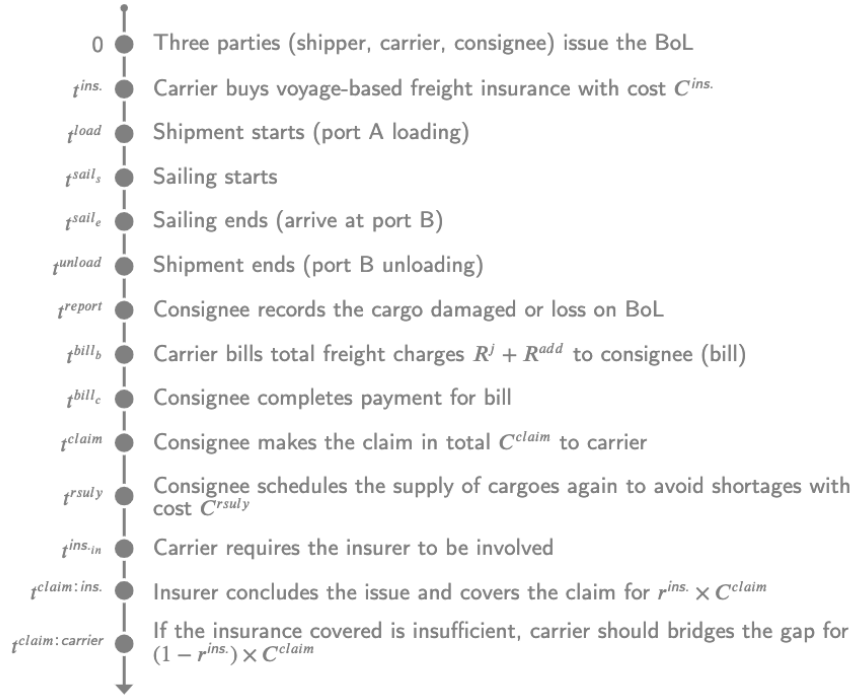 0 Three parties (shipper, carrier, consignee) issue the BoL
t^{ins.} Carrier buys voyage-based freight insurance with cost C^{ins.}
t^{load} Shipment starts (port A loading)
t^{sail_s} Sailing starts
t^{sail_e} Sailing ends (arrive at port B)
t^{unload} Shipment ends (port B unloading)
t^{report} Consignee records the cargo damaged or loss on BoL
t^{bill_b} Carrier bills total freight charges R^j + R^{add} to consignee (bill)
t^{bill_c} Consignee completes payment for bill
t^{claim} Consignee makes the claim in total C^{claim} to carrier
t^{rsuly} Consignee schedules the supply of cargoes again to avoid shortages with
cost C^{rsuly}
t^{ins._{in}} Carrier requires the insurer to be involved
t^{claim:ins.} Insurer concludes the issue and covers the claim for r^{ins.} × C^{claim}
t^{claim:carrier} If the insurance covered is insufficient, carrier should bridges the gap for
(1 − r^{ins.}) × C^{claim}